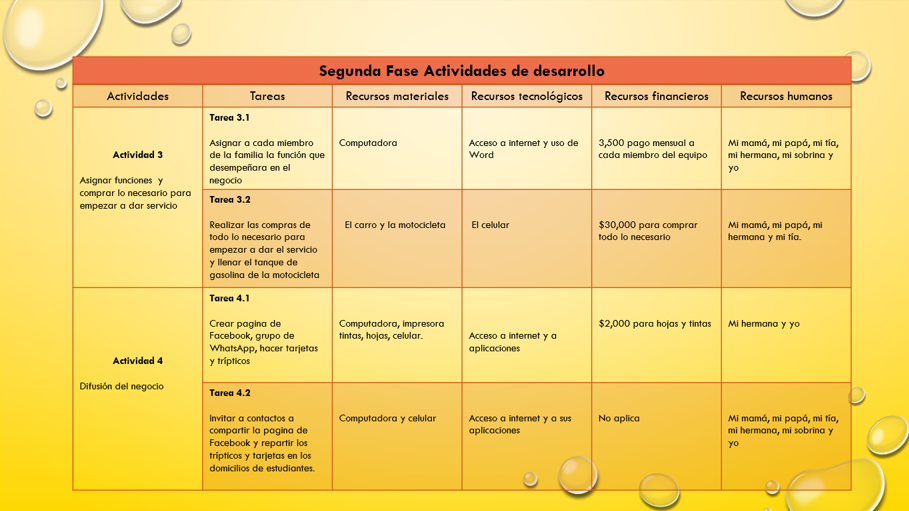 Segunda Fase Actividades de desarrollo
Actividades
Tareas
Recursos materiales
Recursos tecnológicos
Recursos financieros
Recursos humanos
Actividad 3
Asignar funciones y
comprar lo necesario para
empezar a dar servicio
Tarea 3.1
Asignar a cada miembro
de la familia la función que
desempeñara en el
negocio
Computadora
Acceso a internet y uso de
Word
3,500 pago mensual a
cada miembro del equipo
Mi mamá, mi papá, mi tía,
mi hermana, mi sobrina y
yo
Tarea 3.2
Realizar las compras de
todo lo necesario para
empezar a dar el servicio
y llenar el tanque de
gasolina de la motocicleta
El carro y la motocicleta
El celular
$30,000 para comprar
todo lo necesario
Mi mamá, mi papá, mi
hermana y mi tía.
Actividad 4
Difusión del negocio
Tarea 4.1
Crear pagina de
Facebook, grupo de
WhatsApp, hacer tarjetas
y trípticos
Computadora, impresora
tintas, hojas, celular.
Acceso a internet y a
aplicaciones
$2,000 para hojas y tintas
Mi hermana y yo
Tarea 4.2
Invitar a contactos a
compartir la pagina de
Facebook y repartir los
trípticos y tarjetas en los
domicilios de estudiantes.
Computadora y celular
Acceso a internet y a sus
aplicaciones
No aplica
Mi mamá, mi papá, mi tía,
mi hermana, mi sobrina y
yo